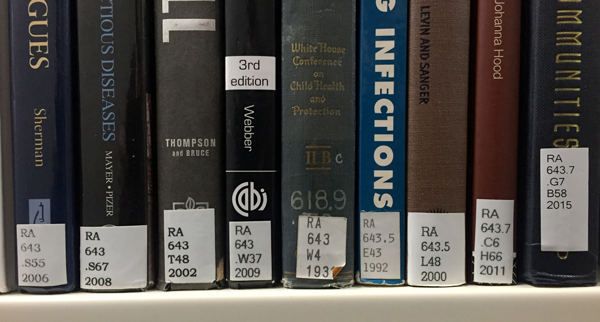 GUES
Sherman
RA
643
.S55
2006
TIOUS DISEASES
MAYER • PIZER
RA
643
.S67
2008
THOMPSON
and BRUCE
RA
643
T48
2002
3rd
edition
Webber
cabi
RA
643
.W37
2009
White House
Conference
on
Child Health
and
Protection
II B c
618.9
RA
643
W4
193
G INFECTIONS
RA
643.5
E43
1992
LEVIN AND SANGER
RA
643.5
L48
2000
Johanna Hood
RA
643.7
.C6
H66
2011
MMUNITIES
RA
643.7
.G7
B58
2015